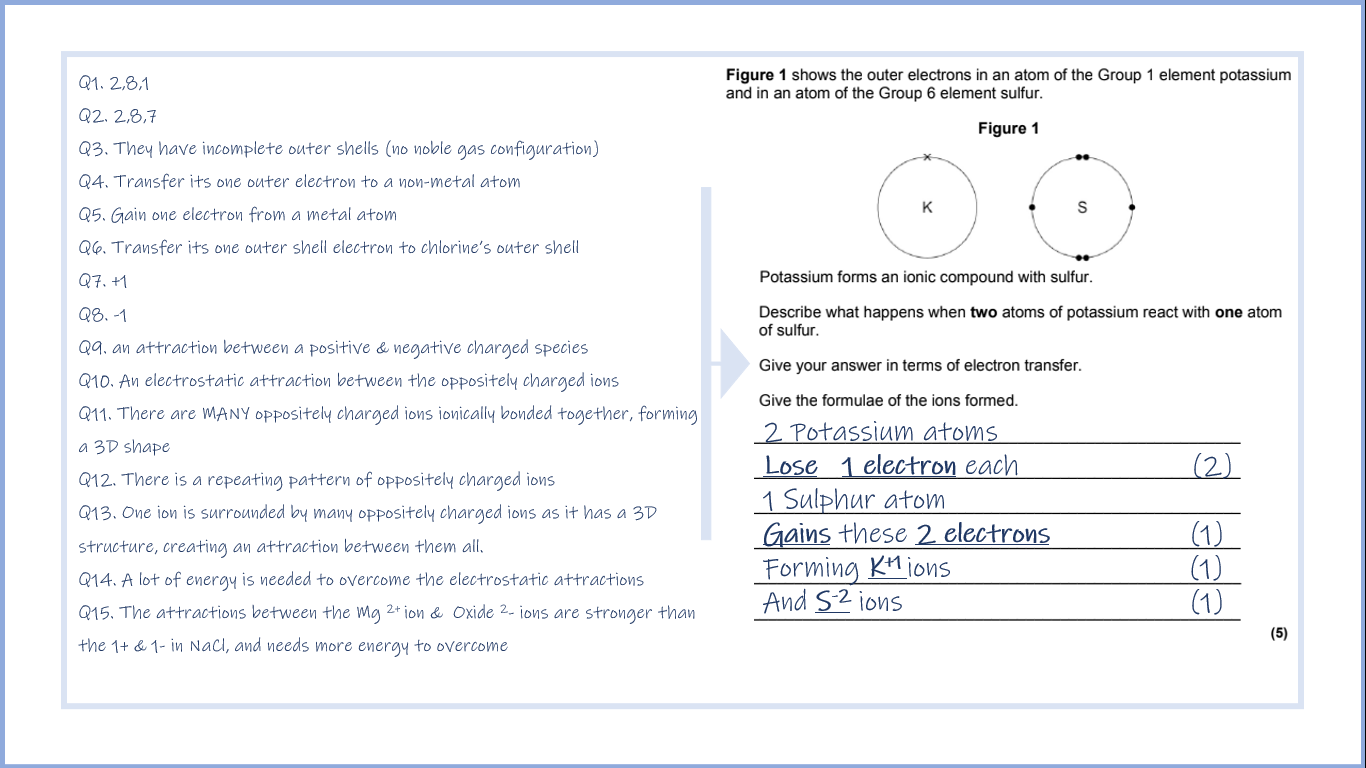 Q1. 2,8,1
Q2. 2,8,7
Q3. They have incomplete outer shells (no noble gas configuration)
Q4. Transfer its one outer electron to a non-metal atom
Q5. Gain one electron from a metal atom
Q6. Transfer its one outer shell electron to chlorine's outer shell
Q7. +1
Q8. -1
Q9. an attraction between a positive & negative charged species
Q10. An electrostatic attraction between the oppositely charged ions
Q11. There are MANY oppositely charged ions ionically bonded together, forming
a 3D shape
Q12. There is a repeating pattern of oppositely charged ions
Q13. One ion is surrounded by many oppositely charged ions as it has a 3D
structure, creating an attraction between them all.
Q14. A lot of energy is needed to overcome the electrostatic attractions
Q15. The attractions between the Mg ²⁺ ion & Oxide ²- ions are stronger than
the 1+ & 1- in NaCl, and needs more energy to overcome
Figure 1 shows the outer electrons in an atom of the Group 1 element potassium
and in an atom of the Group 6 element sulfur.
Figure 1
K S
Potassium forms an ionic compound with sulfur.
Describe what happens when two atoms of potassium react with one atom
of sulfur.
Give your answer in terms of electron transfer.
Give the formulae of the ions formed.
2 Potassium atoms
Lose 1 electron each (2)
1 Sulphur atom
Gains these 2 electrons (1)
Forming K⁺¹ ions (1)
And S⁻² ions (1)
(5)